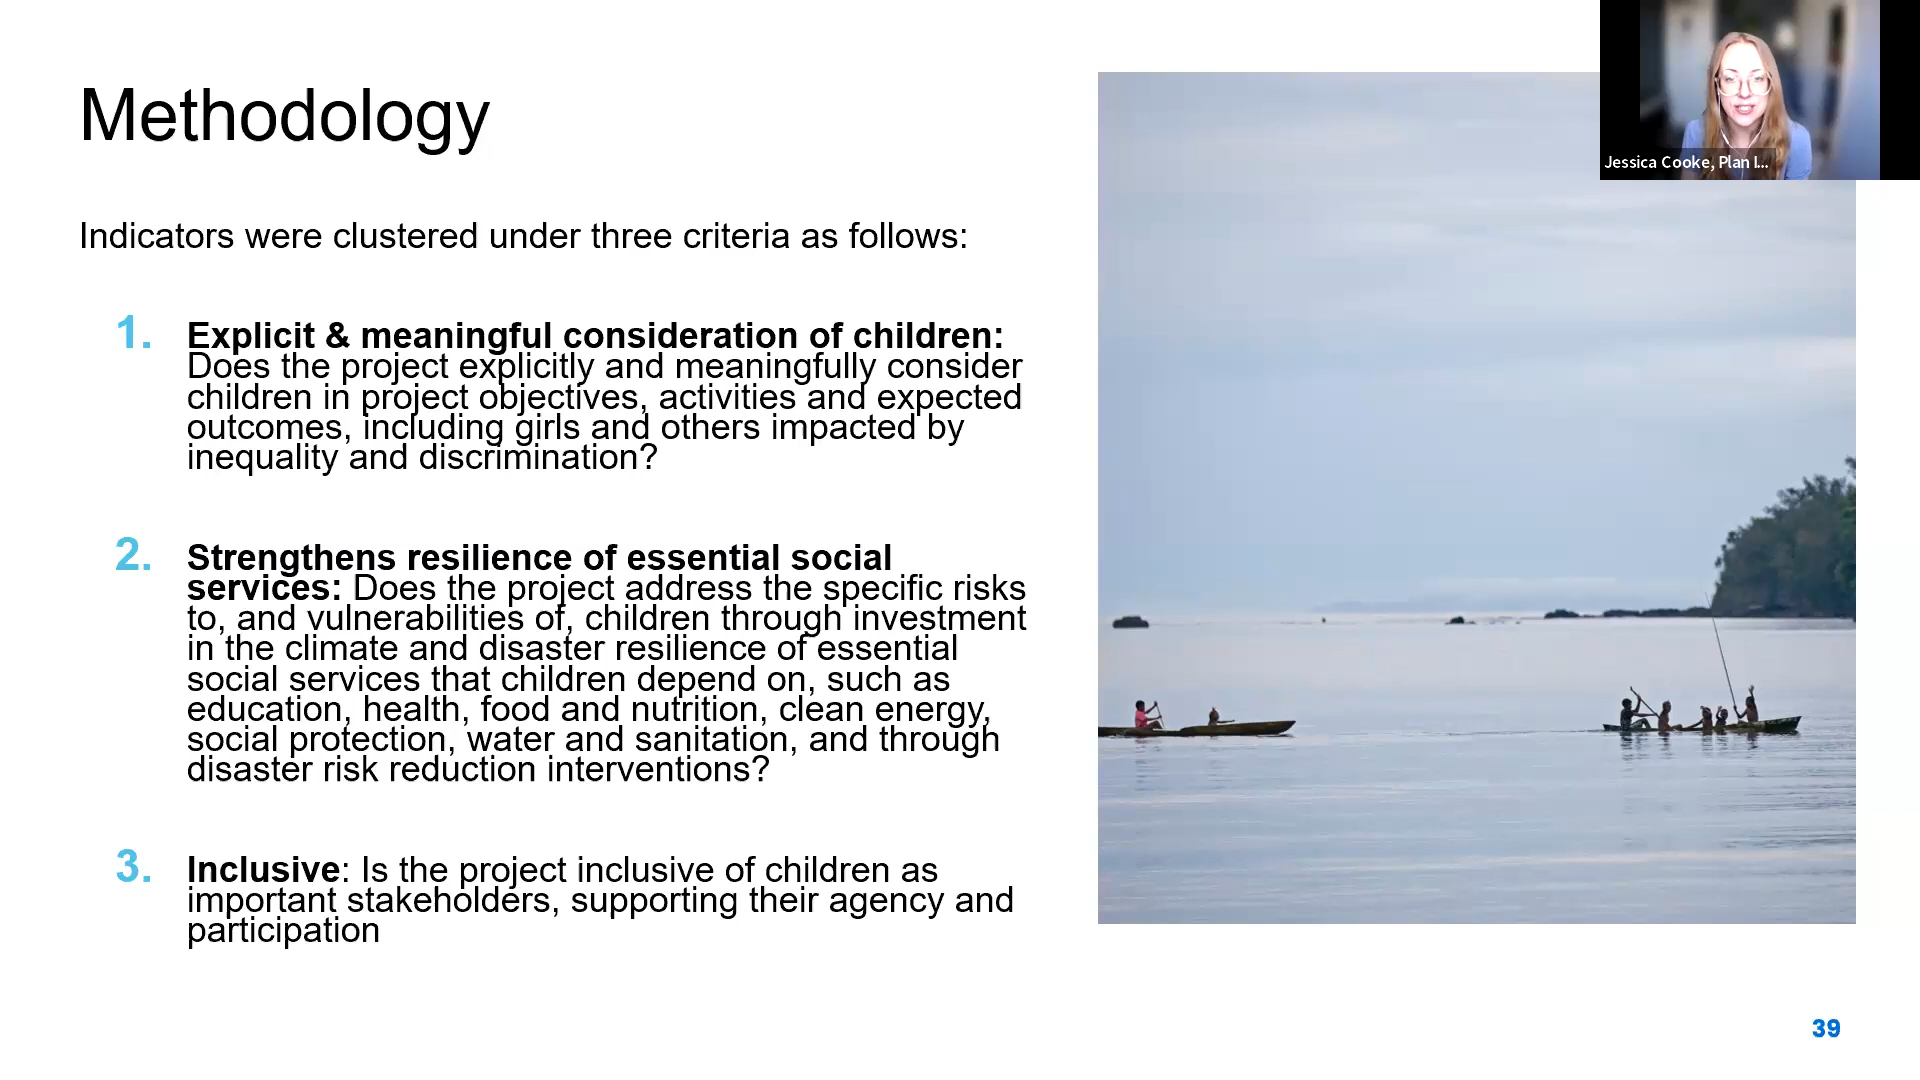 Methodology
Indicators were clustered under three criteria as follows:
1. Explicit & meaningful consideration of children:
Does the project explicitly and meaningfully consider
children in project objectives, activities and expected
outcomes, including girls and others impacted by
inequality and discrimination?
2. Strengthens resilience of essential social
services: Does the project address the specific risks
to, and vulnerabilities of, children through investment
in the climate and disaster resilience of essential
social services that children depend on, such as
education, health, food and nutrition, clean energy,
social protection, water and sanitation, and through
disaster risk reduction interventions?
3. Inclusive: Is the project inclusive of children as
important stakeholders, supporting their agency and
participation
Jessica Cooke, Plan I...
39